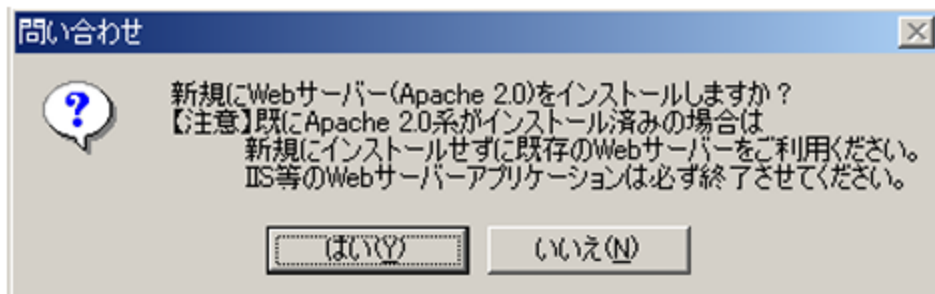 問い合わせ
新規にWebサーバー(Apache 2.0)をインストールしますか？
【注意】既にApache 2.0系がインストール済みの場合は
新規にインストールせずに既存のWebサーバーをご利用ください。
IIS等のWebサーバーアプリケーションは必ず終了させてください。
はい(Y) いいえ(N)